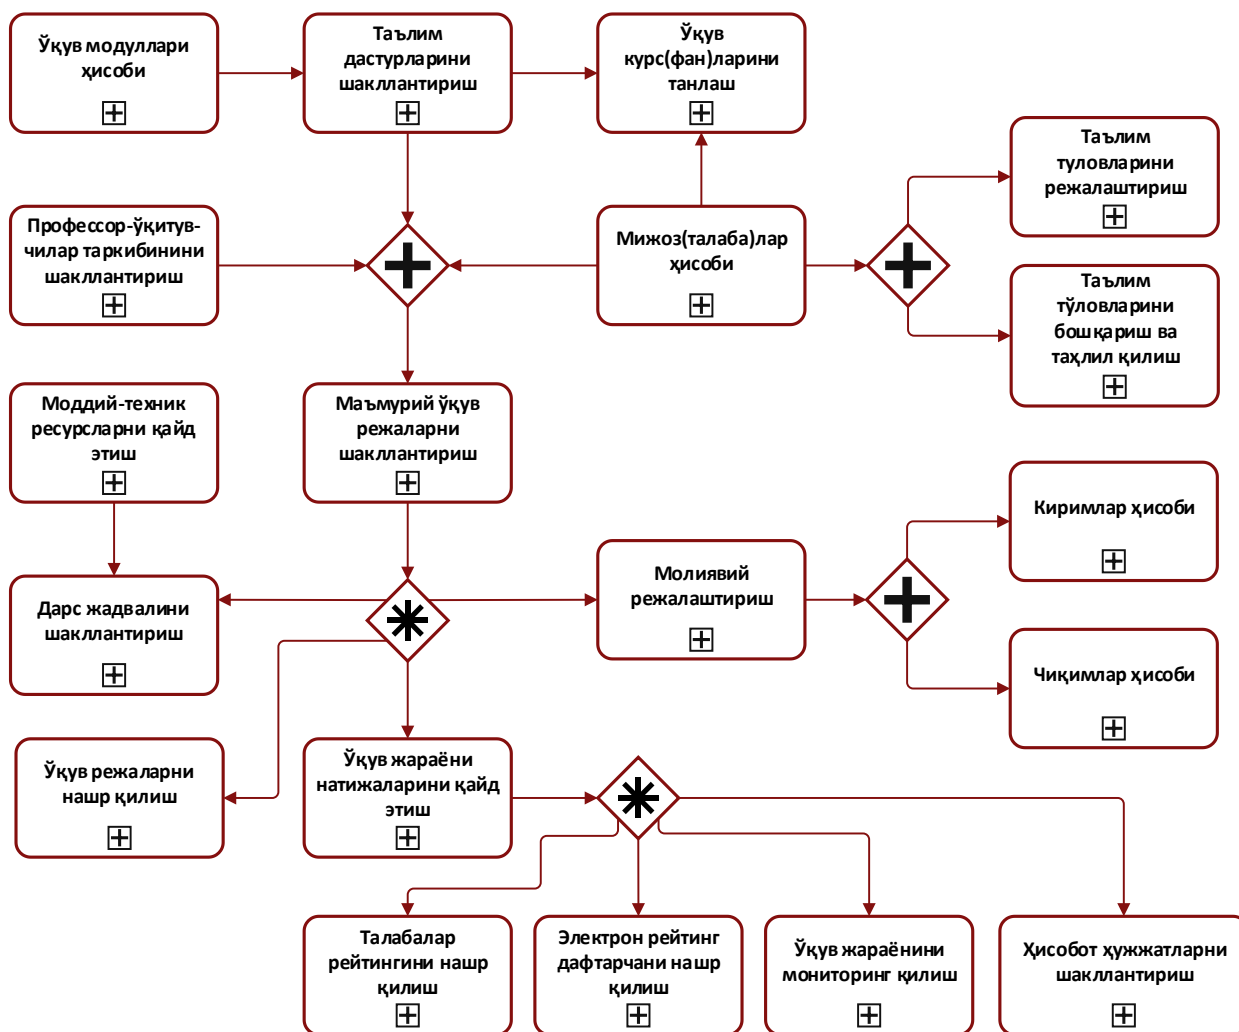 Ўқув модуллари
ҳисоби
Таълим
дастурларини
шакллантириш
Ўқув
курс(фан)ларини
танлаш
Таълим
туловларини
режалаштириш
Профессор-ўқитув-
чилар таркибинини
шакллантириш
Мижоз(талаба)лар
ҳисоби
Таълим
тўловларини
бошқариш ва
таҳлил қилиш
Моддий-техник
ресурсларни қайд
этиш
Маъмурий ўқув
режаларни
шакллантириш
Киримлар ҳисоби
Дарс жадвалини
шакллантириш
Молиявий
режалаштириш
Чиқимлар ҳисоби
Ўқув режаларни
нашр қилиш
Ўқув жараёни
натижаларини қайд
этиш
Талабалар
рейтингини нашр
қилиш
Электрон рейтинг
дафтарчани нашр
қилиш
Ўқув жараёнини
мониторинг қилиш
Ҳисобот ҳужжатларни
шакллантириш